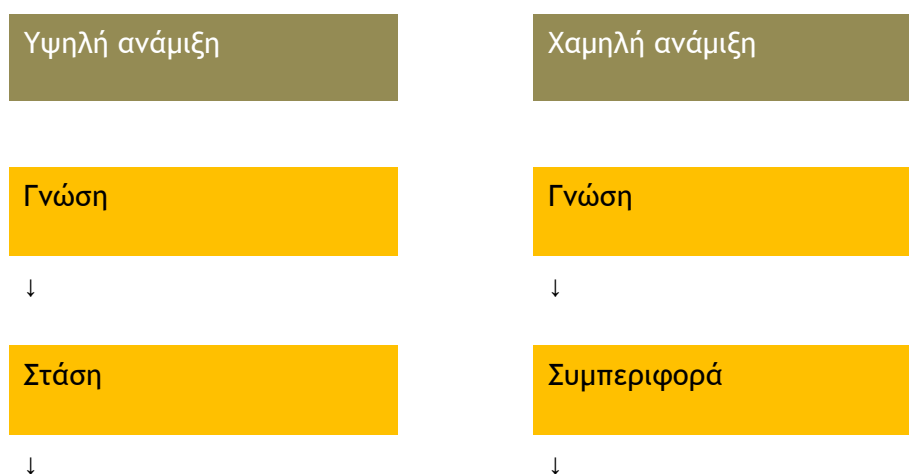 Υψηλή ανάμιξη
Χαμηλή ανάμιξη
Γνώση
Γνώση
↓
↓
Στάση
Συμπεριφορά
↓
↓